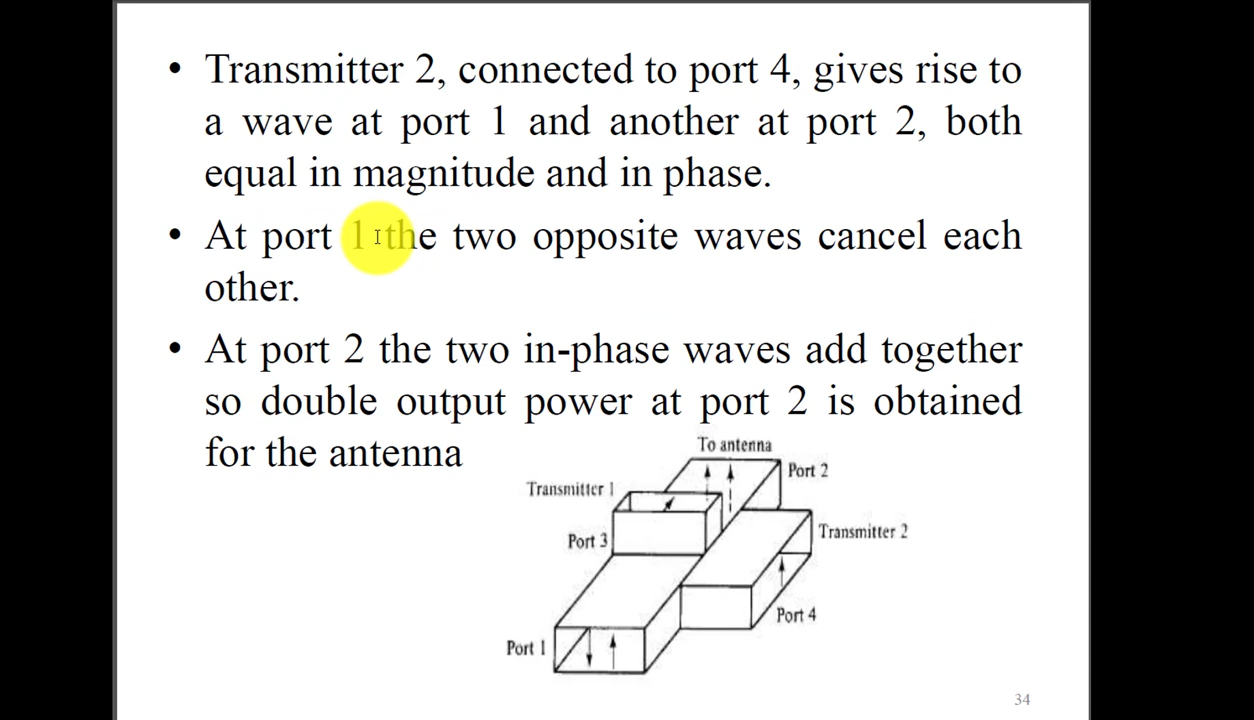 • Transmitter 2, connected to port 4, gives rise to
a wave at port 1 and another at port 2, both
equal in magnitude and in phase.
• At port 1 the two opposite waves cancel each
other.
• At port 2 the two in-phase waves add together
so double output power at port 2 is obtained
for the antenna
To antenna
Port 2
Transmitter 1
Transmitter 2
Port 3
Port 4
Port 1
34